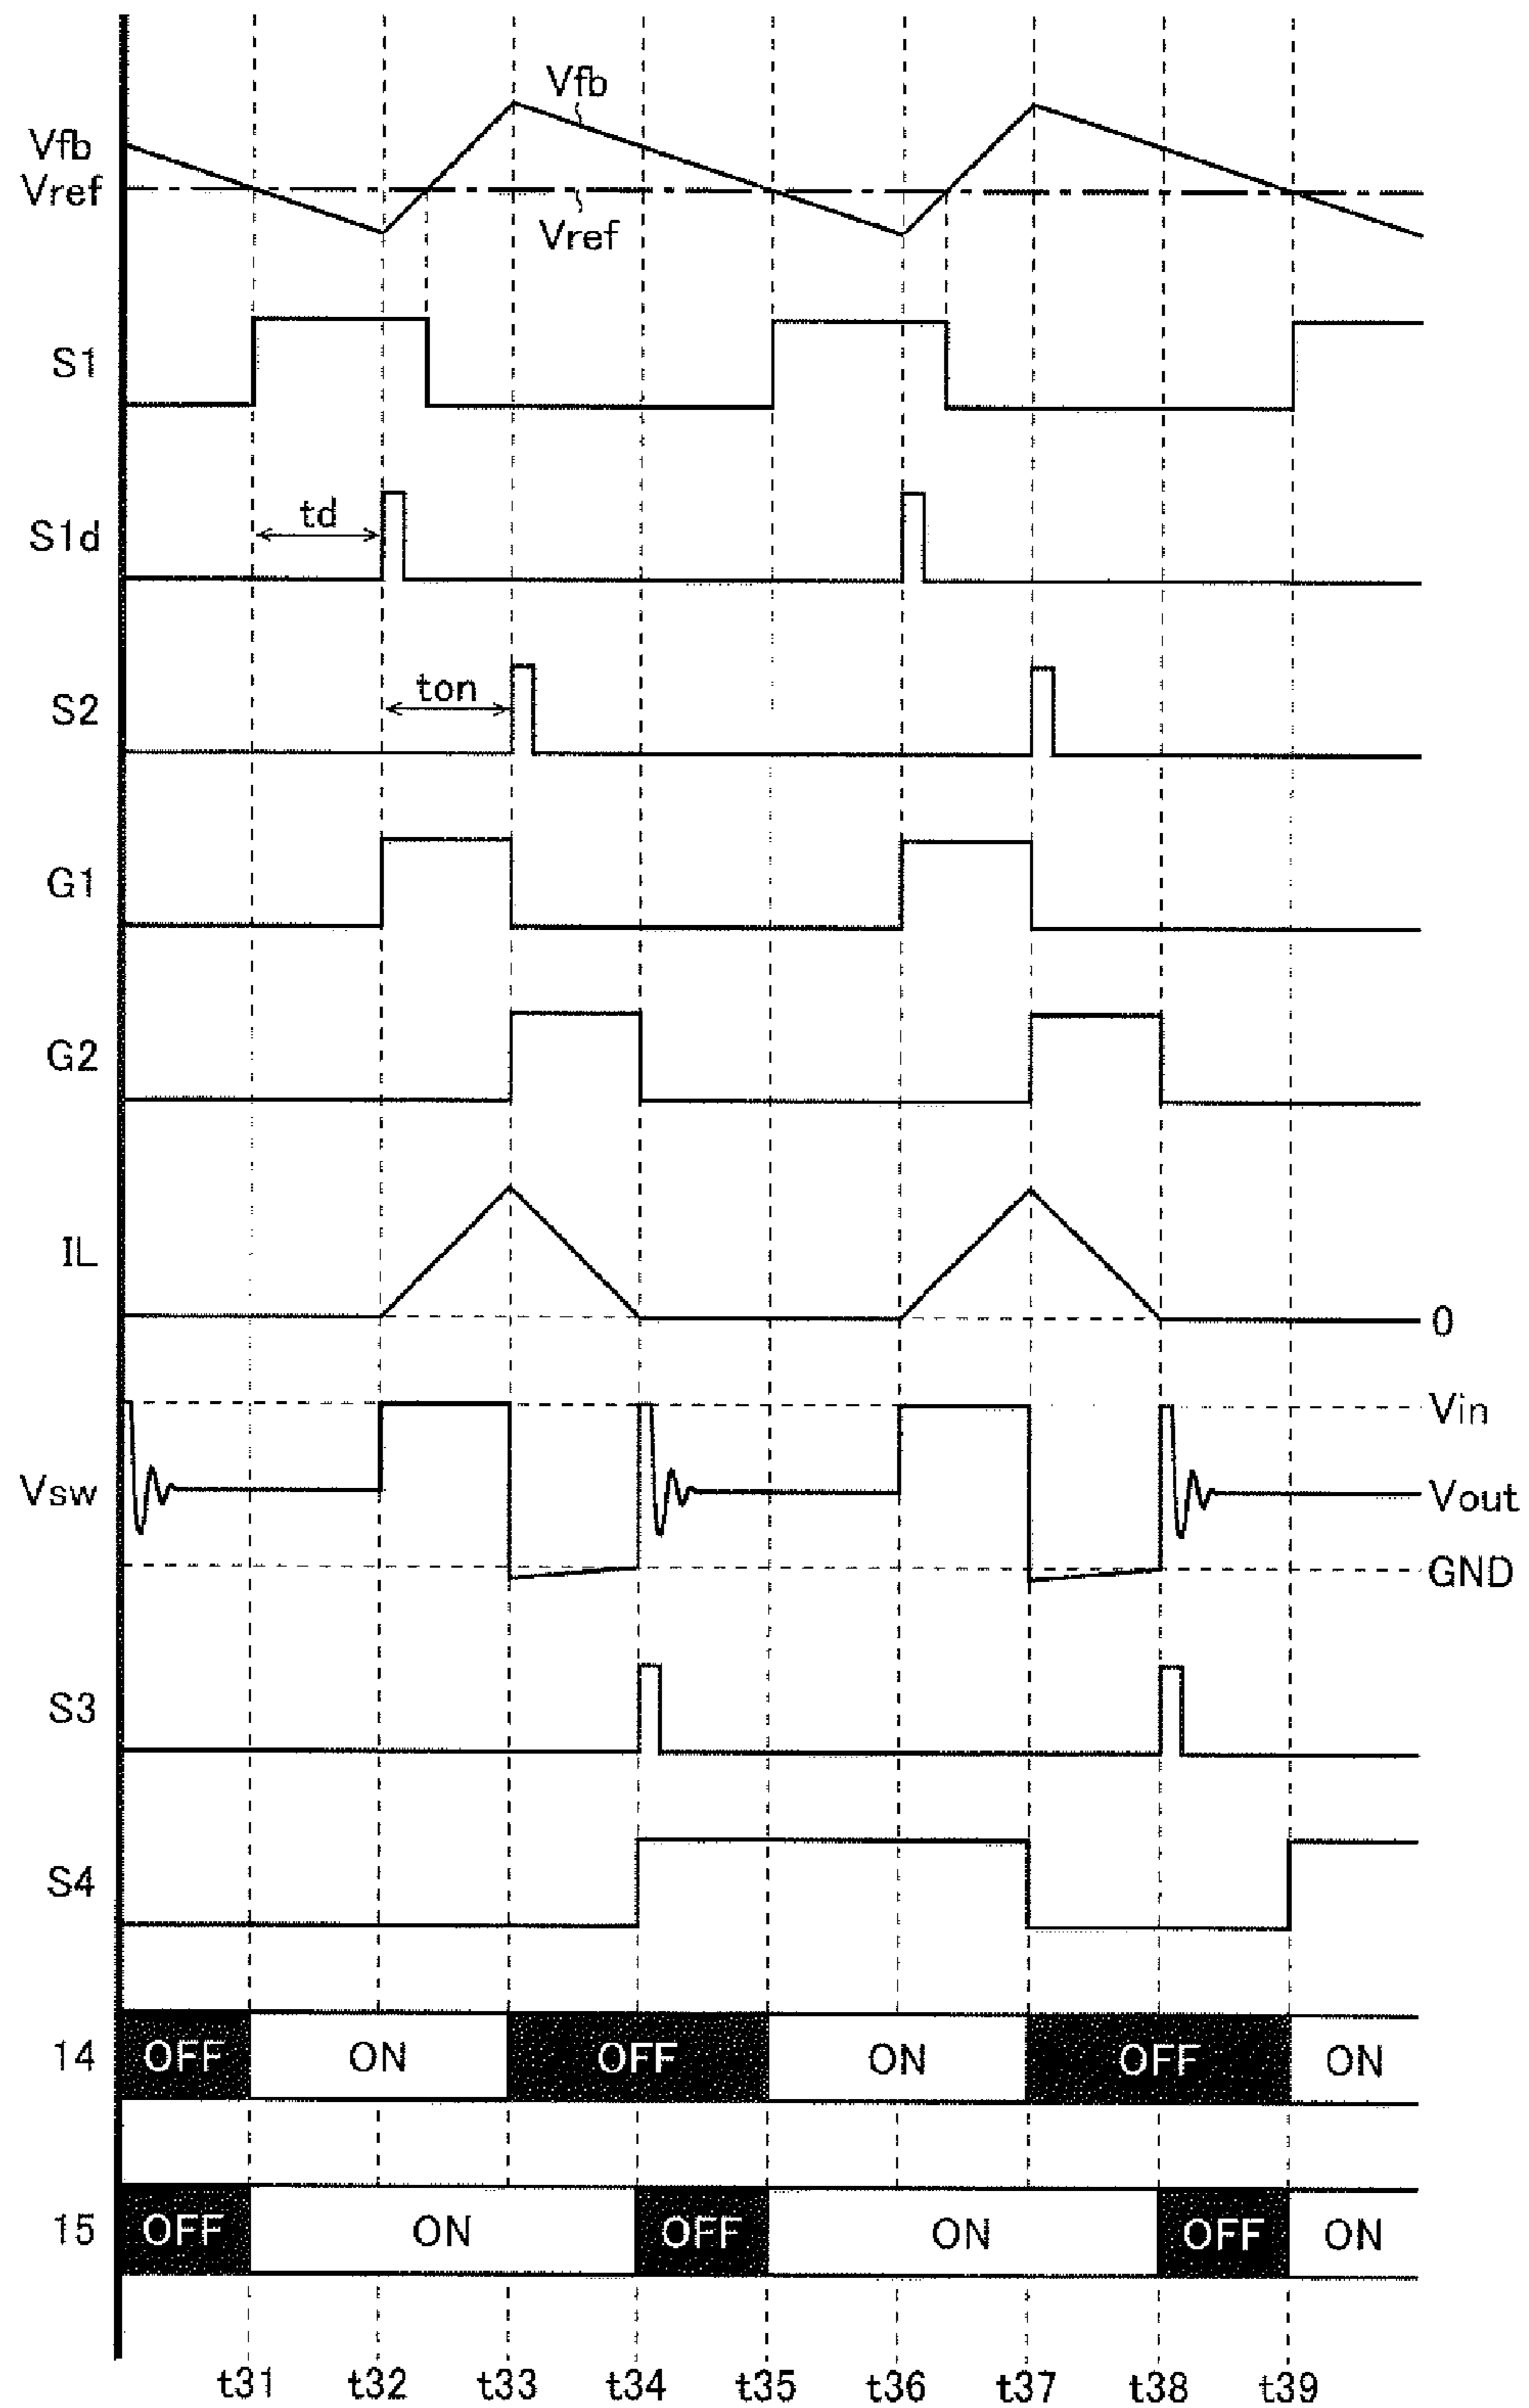 Vfb
Vfb
Vref
Vref
S1
td
S1d
ton
S2
G1
G2
IL
0
Vin
Vsw
Vout
GND
S3
S4
14
OFF
ON
OFF
ON
OFF
ON
15
OFF
ON
OFF
ON
OFF
ON
t31
t32
t33
t34
t35
t36
t37
t38
t39